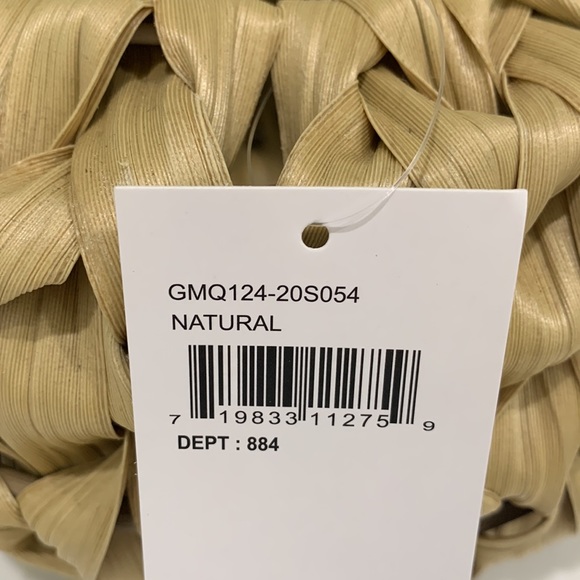 GMQ124-20S054
NATURAL
7 19833 11275 9
DEPT : 884